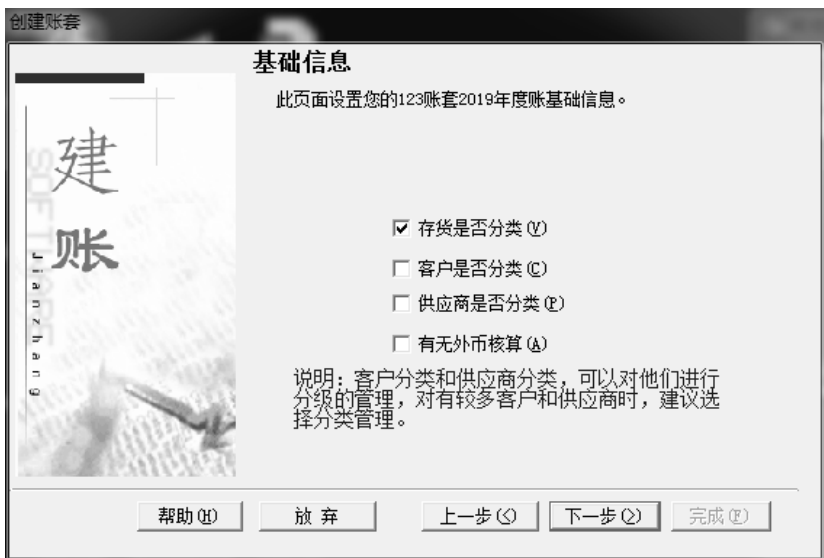 创建账套
基础信息
此页面设置您的123账套2019年度账基础信息。
建
账
SOFTWARE
Jianzhang
存货是否分类(V)
客户是否分类(C)
供应商是否分类(P)
有无外币核算(A)
说明：客户分类和供应商分类，可以对他们进行
分级的管理，对有较多客户和供应商时，建议选
择分类管理。
帮助(H)
放 弃
上一步(<)
下一步(>)
完成(F)